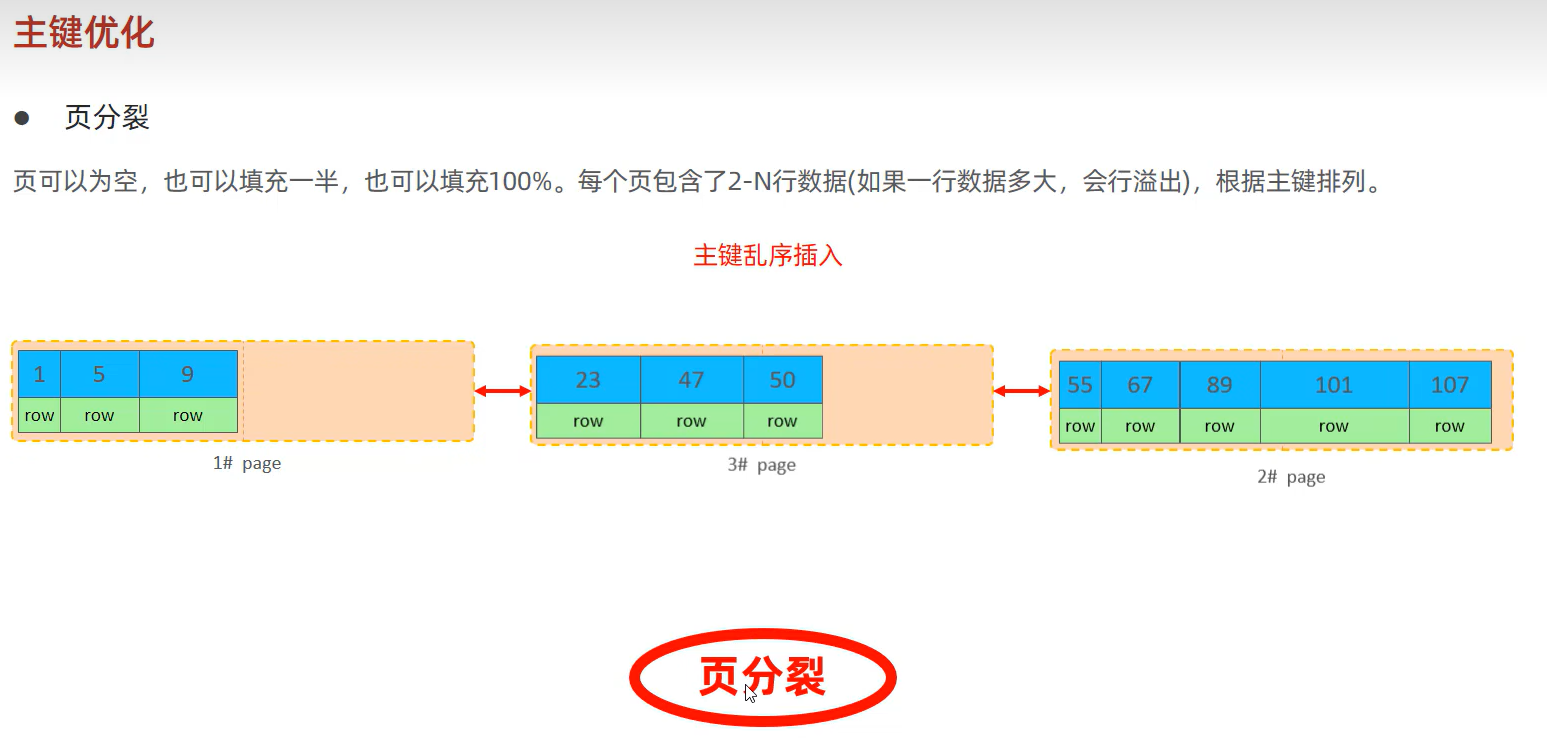 主键优化
● 页分裂
页可以为空，也可以填充一半，也可以填充100%。每个页包含了2-N行数据(如果一行数据多大，会行溢出)，根据主键排列。
主键乱序插入
1 5 9
row row row
1# page
23 47 50
row row row
3# page
55 67 89 101 107
row row row row row
2# page
页分裂